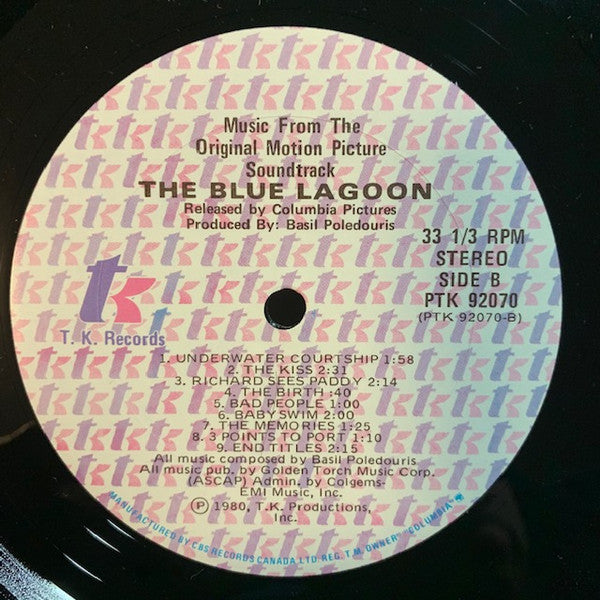 Music From The
Original Motion Picture
Soundtrack
THE BLUE LAGOON
Released by Columbia Pictures
Produced By: Basil Poledouris
33 1/3 RPM
STEREO
SIDE B
PTK 92070
(PTK 92070-B)
tk
T. K. Records
1. UNDERWATER COURTSHIP 1:58
2. THE KISS 2:31
3. RICHARD SEES PADDY 2:14
4. THE BIRTH :40
5. BAD PEOPLE 1:00
6. BABY SWIM 2:00
7. THE MEMORIES 1:25
8. 3 POINTS TO PORT 1:10
9. END TITLES 2:15
All music composed by Basil Poledouris
All music pub. by Golden Torch Music Corp.
(ASCAP) Admin. by Colgems-
EMI Music, Inc.
℗ 1980, T.K. Productions,
Inc.
MANUFACTURED BY CBS RECORDS CANADA LTD. REG. T.M. OWNER "COLUMBIA"